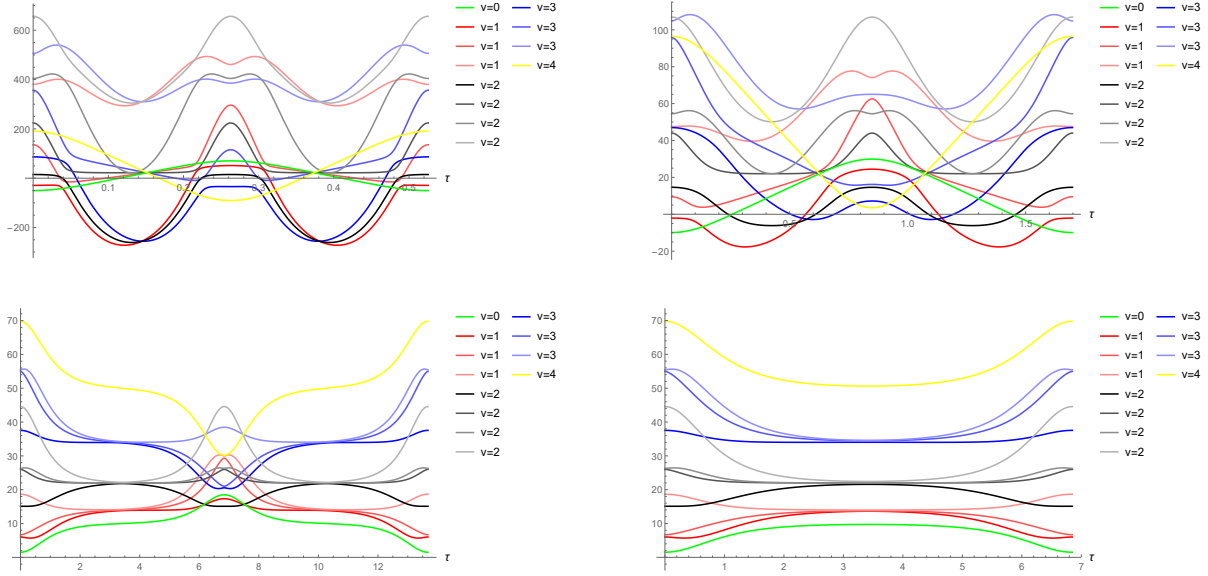 600
400
200
−200
0.1 0.2 0.3 0.4 0.5 τ
v=0 v=3
v=1 v=3
v=1 v=3
v=1 v=4
v=2
v=2
v=2
v=2
100
80
60
40
20
−20
0.5 1.0 1.5 τ
v=0 v=3
v=1 v=3
v=1 v=3
v=1 v=4
v=2
v=2
v=2
v=2
70
60
50
40
30
20
10
2 4 6 8 10 12 τ
v=0 v=3
v=1 v=3
v=1 v=3
v=1 v=4
v=2
v=2
v=2
v=2
70
60
50
40
30
20
10
1 2 3 4 5 6 7 τ
v=0 v=3
v=1 v=3
v=1 v=3
v=1 v=4
v=2
v=2
v=2
v=2